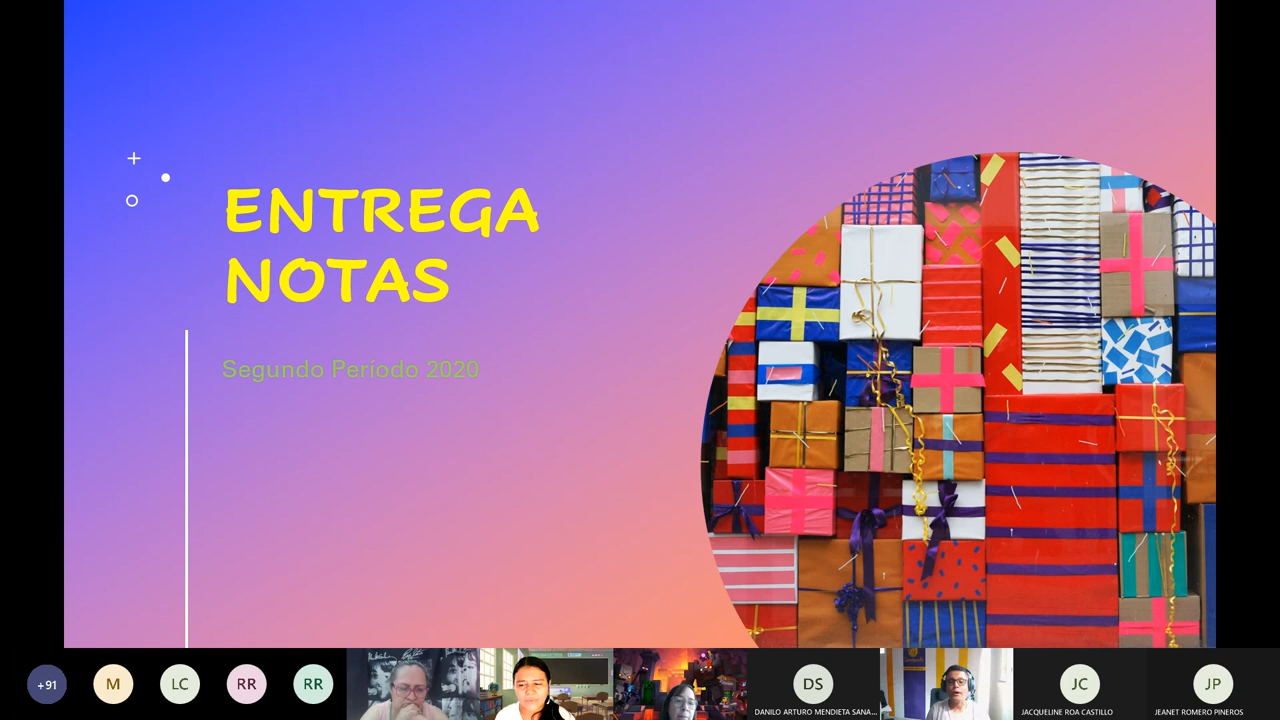 ENTREGA
NOTAS
Segundo Período 2020
+91
M
LC
RR
RR
DS
JC
JP
DANILO ARTURO MENDIETA SANA...
JACQUELINE ROA CASTILLO
JEANET ROMERO PINEROS